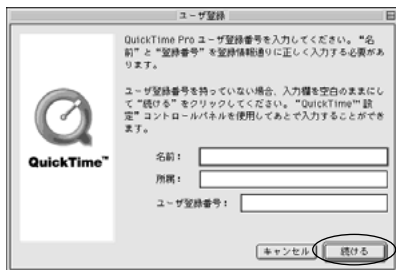 ユーザ登録
QuickTime Pro ユーザ登録番号を入力してください。“名
前”と“登録番号”を登録情報通りに正しく入力する必要があ
ります。
ユーザ登録番号を持っていない場合、入力欄を空白のままにし
て“続ける”をクリックしてください。“QuickTime™ 設
定”コントロールパネルを使用してあとで入力することができ
ます。
QuickTime™
名前：
所属：
ユーザ登録番号：
キャンセル
続ける